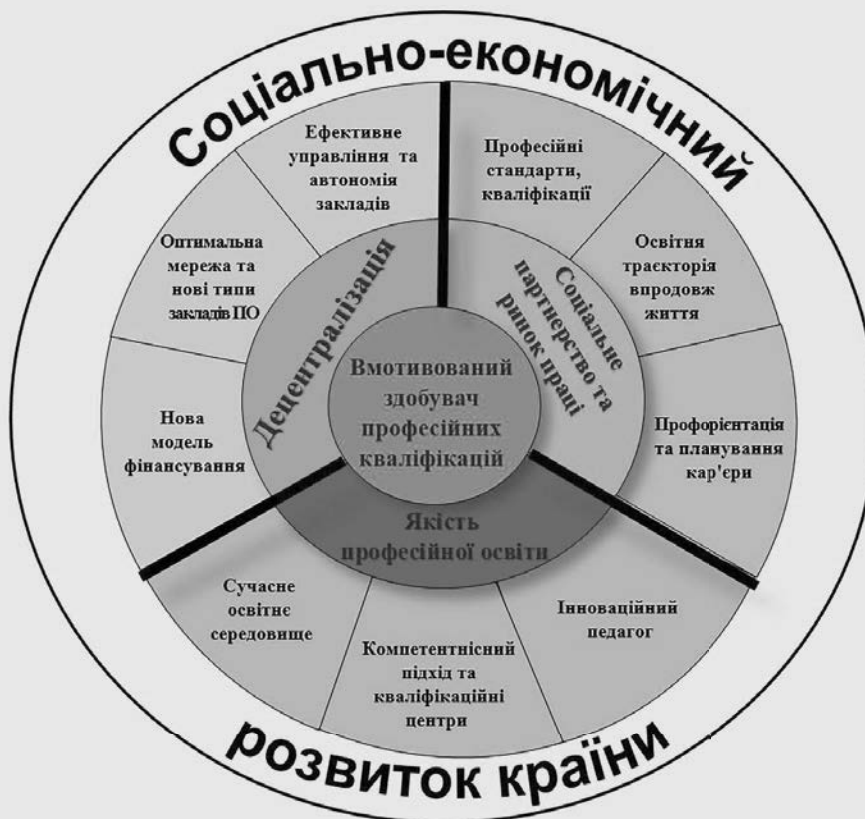 Соціально-економічний
Ефективне
управління та
автономія
закладів
Професійні
стандарти,
кваліфікації
Оптимальна
мережа та
нові типи
закладів ПО
Освітня
траєкторія
впродовж
життя
Децентралізація
Соціальне
партнерство та
ринок праці
Вмотивований
здобувач
професійних
кваліфікацій
Нова
модель
фінансування
Профорієнтація
та планування
кар'єри
Якість
професійної освіти
Сучасне
освітнє
середовище
Компетентнісний
підхід та
кваліфікаційні
центри
Інноваційний
педагог
розвиток країни